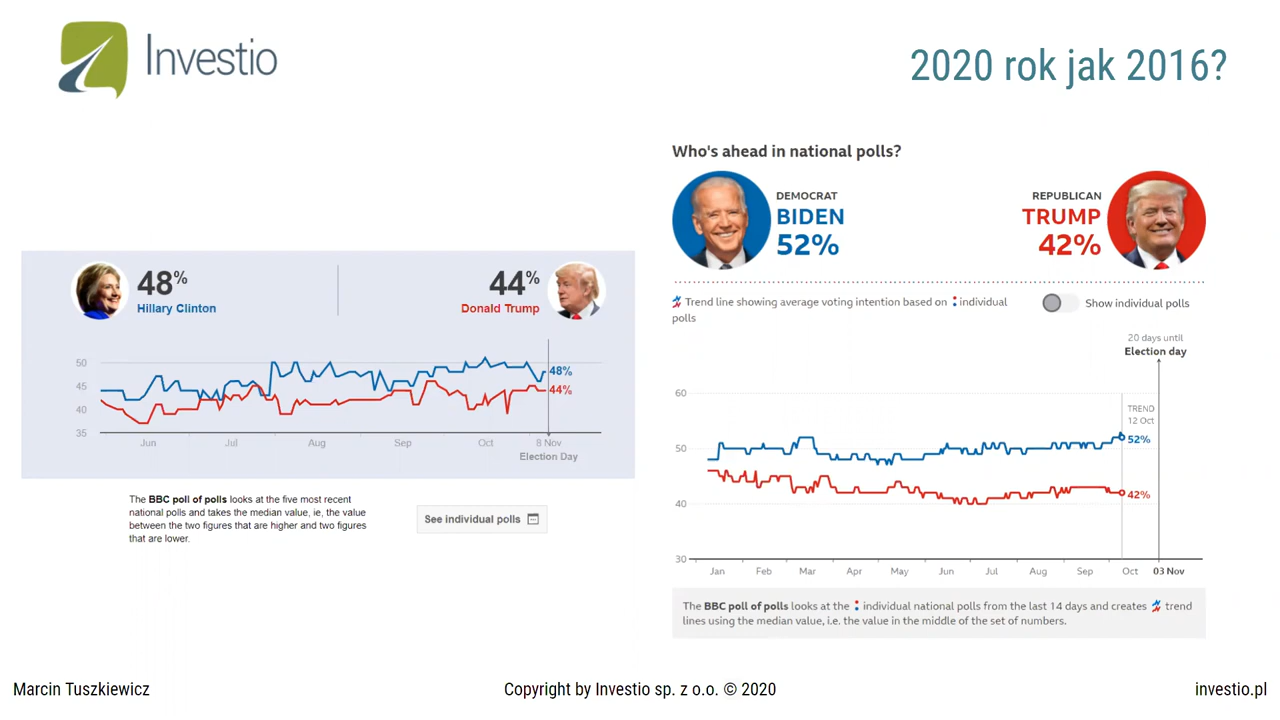 Investio
2020 rok jak 2016?
48%
Hillary Clinton
44%
Donald Trump
50
45
40
35
48%
44%
Jun
Jul
Aug
Sep
Oct
8 Nov
Election Day
The BBC poll of polls looks at the five most recent
national polls and takes the median value, ie, the value
between the two figures that are higher and two figures
that are lower.
See individual polls
Who's ahead in national polls?
DEMOCRAT
BIDEN
52%
REPUBLICAN
TRUMP
42%
Trend line showing average voting intention based on individual
polls
Show individual polls
20 days until
Election day
60
50
40
30
TREND
12 Oct
52%
42%
Jan
Feb
Mar
Apr
May
Jun
Jul
Aug
Sep
Oct
03 Nov
The BBC poll of polls looks at the individual national polls from the last 14 days and creates trend
lines using the median value, i.e. the value in the middle of the set of numbers.
Marcin Tuszkiewicz
Copyright by Investio sp. z o.o. © 2020
investio.pl